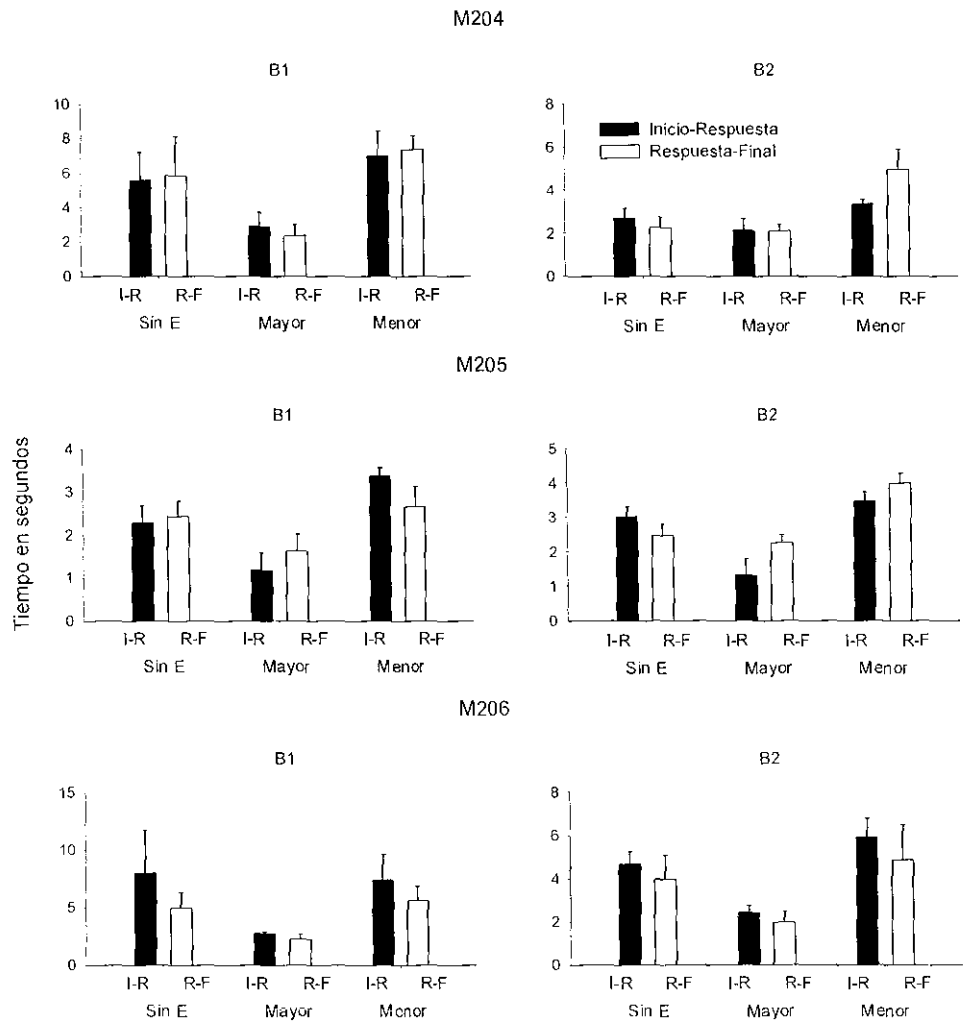 M204
B1
B2
10
8
6
4
2
0
8
6
4
2
0
Inicio-Respuesta
Respuesta-Final
I-R R-F I-R R-F I-R R-F
Sin E Mayor Menor
I-R R-F I-R R-F I-R R-F
Sin E Mayor Menor
M205
Tiempo en segundos
B1
B2
4
3
2
1
0
5
4
3
2
1
0
I-R R-F I-R R-F I-R R-F
Sin E Mayor Menor
I-R R-F I-R R-F I-R R-F
Sin E Mayor Menor
M206
B1
B2
15
10
5
0
8
6
4
2
0
I-R R-F I-R R-F I-R R-F
Sin E Mayor Menor
I-R R-F I-R R-F I-R R-F
Sin E Mayor Menor